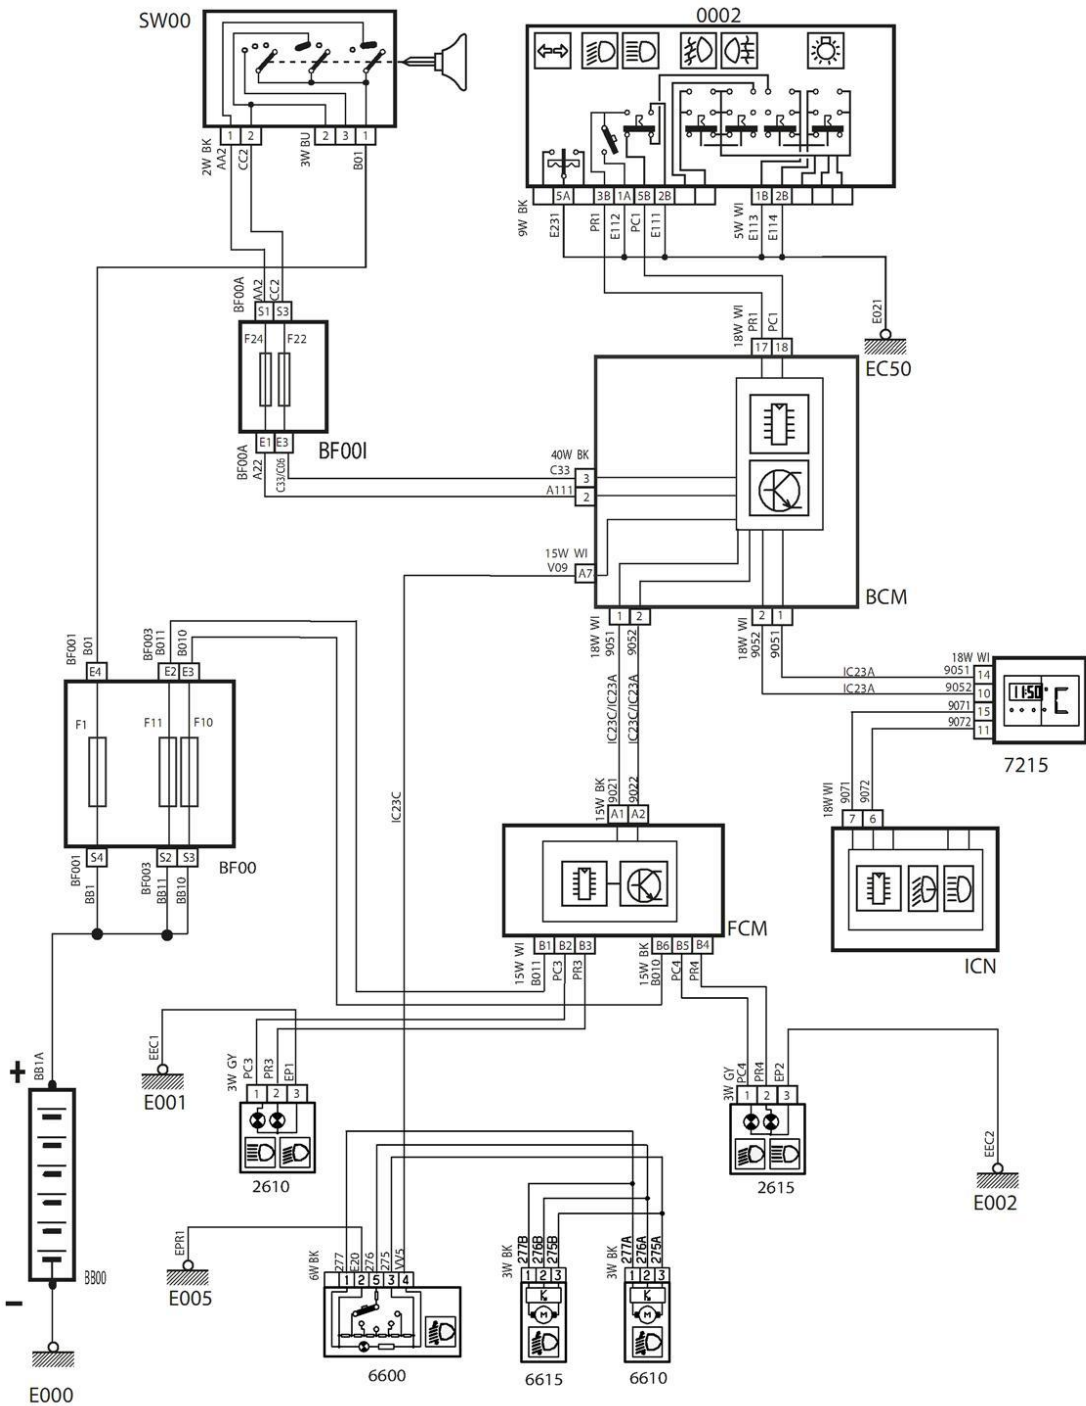 SW00
0002
1 2 2 3 1
2W BK
AA2
CC2
3W BU
B01
5A 3B 1A 5B 2B 1B 2B
9W BK
E231
PR1
E112
PC1
E111
5W WI
E113
E114
BF00A
AA2
CC2
S1 S3
F24 F22
E1 E3
BF00I
BF00A
A22
C33/C06
18W WI
PR1
PC1
17 18
E021
EC50
40W BK
C33
3
A111
2
15W WI
V09
A7
BCM
1 2 2 1
18W WI
9051
9052
18W WI
9052
9051
IC23C/IC23A
IC23C/IC23A
18W WI
IC23A
9051
14
IC23A
9052
10
9071
15
9072
11
11:50 °C
7215
BF001
B01
BF003
B011
B010
E4 E2 E3
F1 F11 F10
S4 S2 S3
BF00
BF001
BB1
BF003
BB11
BB10
IC23C
15W BK
9021
9022
A1 A2
FCM
B1 B2 B3 B6 B5 B4
15W WI
B011
PC3
PR3
15W BK
B010
PC4
PR4
18W WI
9071
9072
7 6
ICN
+
BB1A
BB00
−
E000
EEC1
E001
3W GY
PC3
PR3
EP1
1 2 3
2610
3W GY
PC4
PR4
EP2
1 2 3
2615
EEC2
E002
EPR1
E005
6W BK
277
E20
276
275
VV5
1 2 5 3 4
6600
3W BK
277B
276B
275B
1 2 3
M
6615
3W BK
277A
276A
275A
1 2 3
M
6610